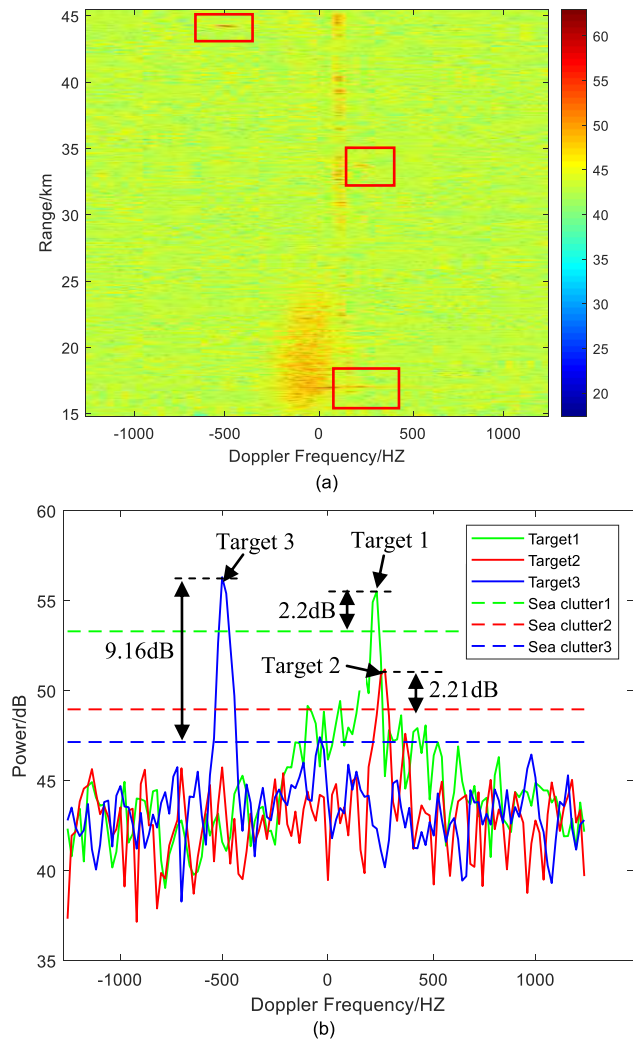 45
40
35
30
25
20
15
Range/km
-1000
-500
0
500
1000
Doppler Frequency/HZ
60
55
50
45
40
35
30
25
20
(a)
60
55
50
45
40
35
Power/dB
Target 3
Target 1
2.2dB
9.16dB
Target 2
2.21dB
Target1
Target2
Target3
Sea clutter1
Sea clutter2
Sea clutter3
-1000
-500
0
500
1000
Doppler Frequency/HZ
(b)